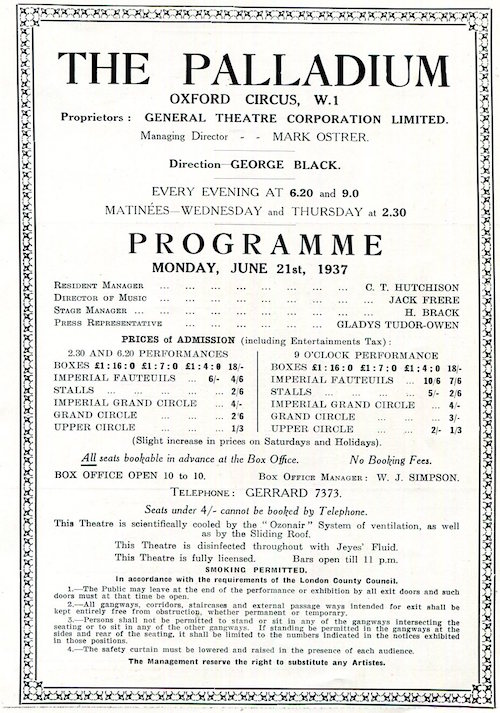 THE PALLADIUM
OXFORD CIRCUS, W.1
Proprietors: GENERAL THEATRE CORPORATION LIMITED.
Managing Director - - MARK OSTRER.
Direction—GEORGE BLACK.
EVERY EVENING AT 6.20 and 9.0
MATINÉES—WEDNESDAY and THURSDAY at 2.30
PROGRAMME
MONDAY, JUNE 21st, 1937
RESIDENT MANAGER ... ... ... ... ... ... ... ... C. T. HUTCHISON
DIRECTOR OF MUSIC ... ... ... ... ... ... ... ... JACK FRERE
STAGE MANAGER ... ... ... ... ... ... ... ... ... H. BRACK
PRESS REPRESENTATIVE ... ... ... ... ... ... GLADYS TUDOR-OWEN
PRICES of ADMISSION (including Entertainments Tax):
2.30 AND 6.20 PERFORMANCES
BOXES £1:16:0 £1:7:0 £1:4:0 18/-
IMPERIAL FAUTEUILS ... 6/- 4/6
STALLS ... ... ... ... ... 2/6
IMPERIAL GRAND CIRCLE ... 4/-
GRAND CIRCLE ... ... ... 2'6
UPPER CIRCLE ... ... ... 1/3
9 O'CLOCK PERFORMANCE
BOXES £1:16:0 £1:7:0 £1:4:0 18/-
IMPERIAL FAUTEUILS ... 10/6 7/6
STALLS ... ... ... ... 5/- 2/6
IMPERIAL GRAND CIRCLE ... 4/-
GRAND CIRCLE ... ... ... 3/-
UPPER CIRCLE ... ... 2/- 1/3
(Slight increase in prices on Saturdays and Holidays).
All seats bookable in advance at the Box Office. No Booking Fees.
BOX OFFICE OPEN 10 to 10. BOX OFFICE MANAGER: W. J. SIMPSON.
TELEPHONE: GERRARD 7373.
Seats under 4/- cannot be booked by Telephone.
This Theatre is scientifically cooled by the "Ozonair" System of ventilation, as well
as by the Sliding Roof.
This Theatre is disinfected throughout with Jeyes' Fluid.
This Theatre is fully licensed. Bars open till 11 p.m.
SMOKING PERMITTED.
In accordance with the requirements of the London County Council.
1.—The Public may leave at the end of the performance or exhibition by all exit doors and such
doors must at that time be open.
2.—All gangways, corridors, staircases and external passage ways intended for exit shall be
kept entirely free from obstruction, whether permanent or temporary.
3.—Persons shall not be permitted to stand or sit in any of the gangways intersecting the
seating or to sit in any of the other gangways. If standing be permitted in the gangways at the
sides and rear of the seating, it shall be limited to the numbers indicated in the notices exhibited
in those positions.
4.—The safety curtain must be lowered and raised in the presence of each audience.
The Management reserve the right to substitute any Artistes.